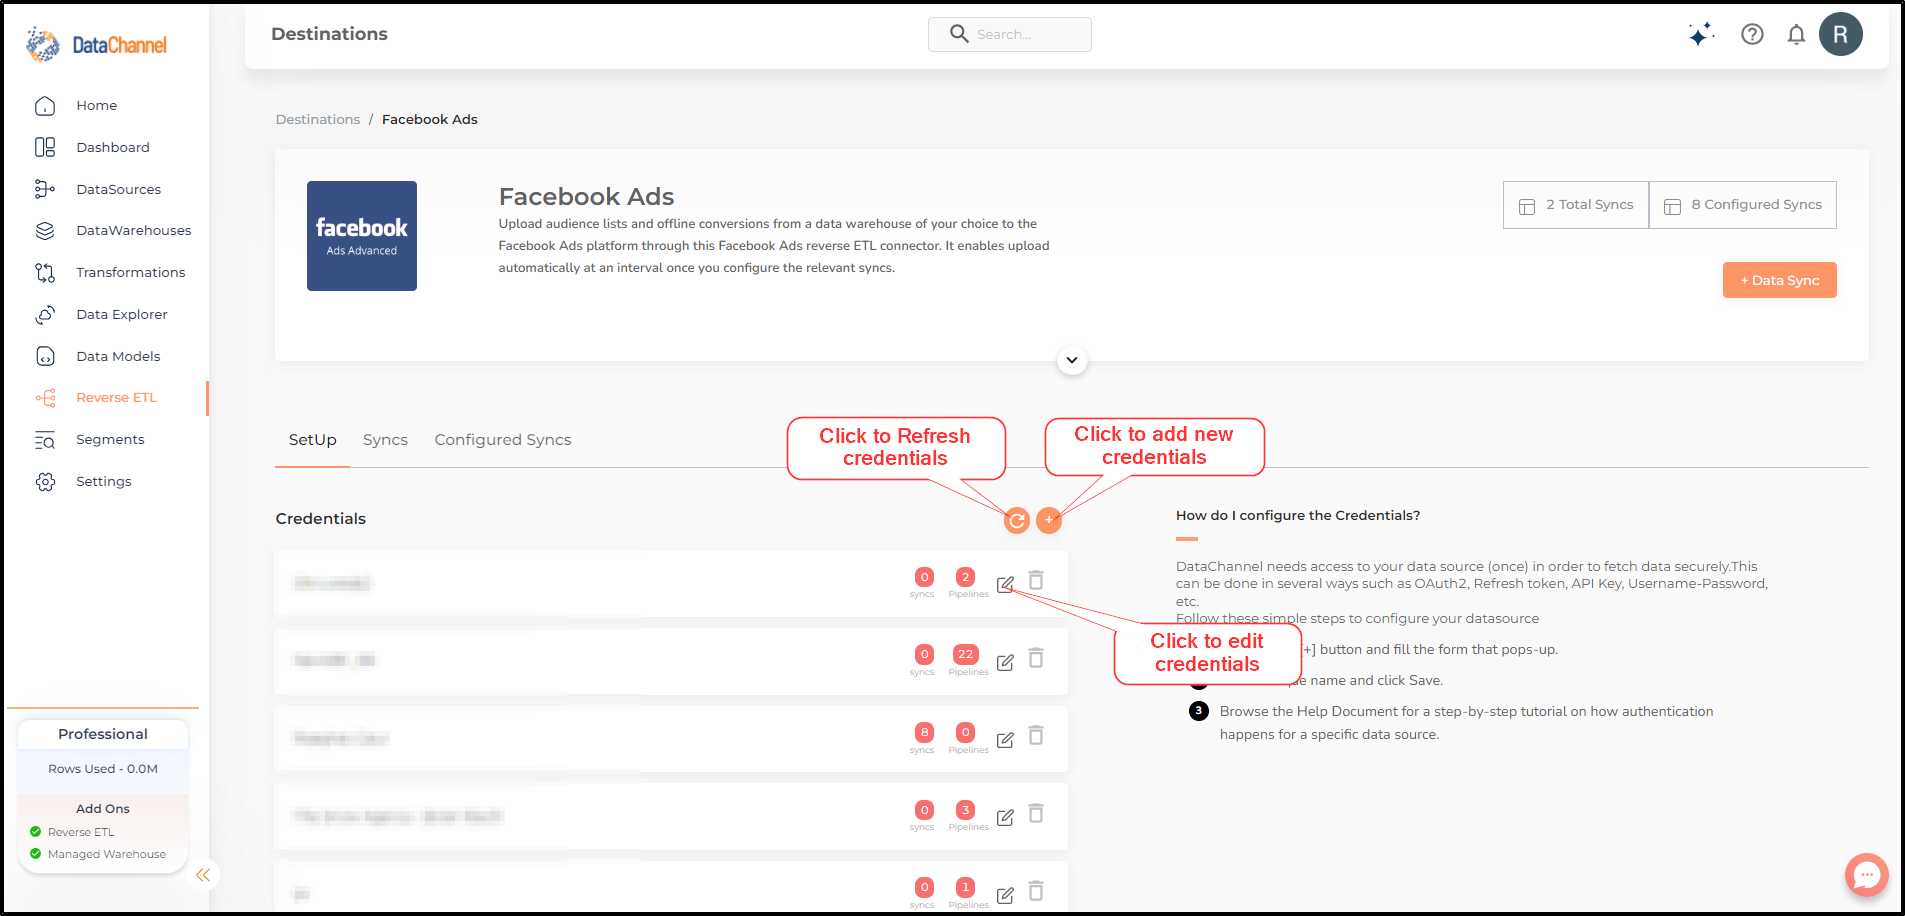 DataChannel
Destinations
Search...
R
Home
Dashboard
DataSources
DataWarehouses
Transformations
Data Explorer
Data Models
Reverse ETL
Segments
Settings
Professional
Rows Used - 0.0M
Add Ons
Reverse ETL
Managed Warehouse
Destinations / Facebook Ads
facebook
Ads Advanced
Facebook Ads
Upload audience lists and offline conversions from a data warehouse of your choice to the
Facebook Ads platform through this Facebook Ads reverse ETL connector. It enables upload
automatically at an interval once you configure the relevant syncs.
2 Total Syncs
8 Configured Syncs
+ Data Sync
SetUp Syncs Configured Syncs
Click to Refresh
credentials
Click to add new
credentials
Credentials
0 2
syncs Pipelines
0 22
syncs Pipelines
8 0
syncs Pipelines
0 3
syncs Pipelines
0 1
syncs Pipelines
Click to edit
credentials
How do I configure the Credentials?
DataChannel needs access to your data source (once) in order to fetch data securely.This
can be done in several ways such as OAuth2, Refresh token, API Key, Username-Password,
etc.
Follow these simple steps to configure your datasource
+] button and fill the form that pops-up.
name and click Save.
3 Browse the Help Document for a step-by-step tutorial on how authentication
happens for a specific data source.